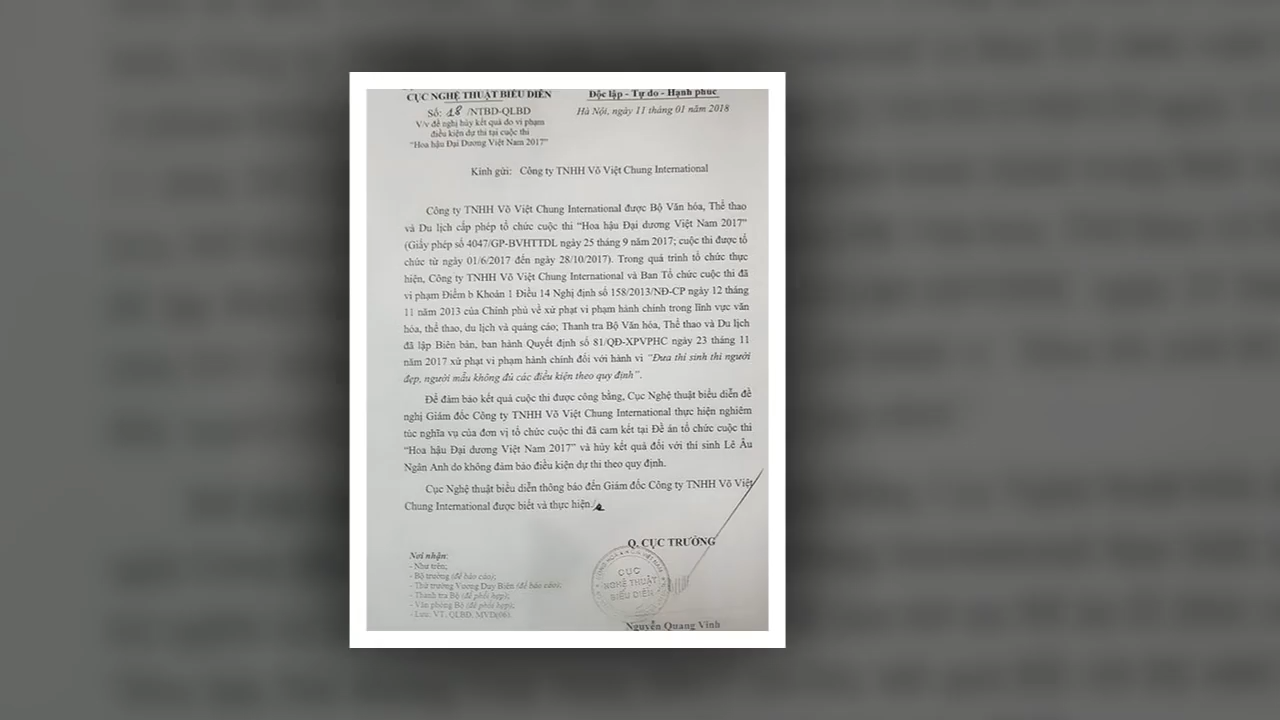 CỤC NGHỆ THUẬT BIỂU DIỄN
Độc lập - Tự do - Hạnh phúc
Số: 18 /NTBD-QLBD
Hà Nội, ngày 11 tháng 01 năm 2018
V/v đề nghị hủy kết quả do vi phạm
điều kiện dự thi tại cuộc thi
"Hoa hậu Đại Dương Việt Nam 2017"
Kính gửi: Công ty TNHH Võ Việt Chung International
Công ty TNHH Võ Việt Chung International được Bộ Văn hóa, Thể thao
và Du lịch cấp phép tổ chức cuộc thi "Hoa hậu Đại dương Việt Nam 2017"
(Giấy phép số 4047/GP-BVHTTDL ngày 25 tháng 9 năm 2017; cuộc thi được tổ
chức từ ngày 01/6/2017 đến ngày 28/10/2017). Trong quá trình tổ chức thực
hiện, Công ty TNHH Võ Việt Chung International và Ban Tổ chức cuộc thi đã
vi phạm Điểm b Khoản 1 Điều 14 Nghị định số 158/2013/NĐ-CP ngày 12 tháng
11 năm 2013 của Chính phủ về xử phạt vi phạm hành chính trong lĩnh vực văn
hóa, thể thao, du lịch và quảng cáo; Thanh tra Bộ Văn hóa, Thể thao và Du lịch
đã lập Biên bản, ban hành Quyết định số 81/QĐ-XPVPHC ngày 23 tháng 11
năm 2017 xử phạt vi phạm hành chính đối với hành vi "Đưa thí sinh thi người
đẹp, người mẫu không đủ các điều kiện theo quy định".
Để đảm bảo kết quả cuộc thi được công bằng, Cục Nghệ thuật biểu diễn đề
nghị Giám đốc Công ty TNHH Võ Việt Chung International thực hiện nghiêm
túc nghĩa vụ của đơn vị tổ chức cuộc thi đã cam kết tại Đề án tổ chức cuộc thi
"Hoa hậu Đại dương Việt Nam 2017" và hủy kết quả đối với thí sinh Lê Âu
Ngân Anh do không đảm bảo điều kiện dự thi theo quy định.
Cục Nghệ thuật biểu diễn thông báo đến Giám đốc Công ty TNHH Võ Việt
Chung International được biết và thực hiện./.
Q. CỤC TRƯỞNG
Nơi nhận:
- Như trên;
- Bộ trưởng (để báo cáo);
- Thứ trưởng Vương Duy Biên (để báo cáo);
- Thanh tra Bộ (để phối hợp);
- Văn phòng Bộ (để phối hợp);
- Lưu: VT, QLBD, MVD(06).
CỤC
NGHỆ THUẬT
BIỂU DIỄN
Nguyễn Quang Vinh